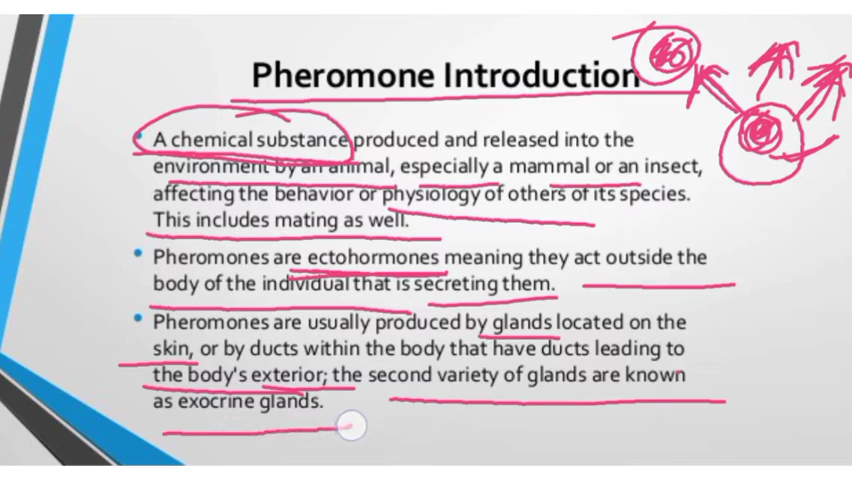 Pheromone Introduction
• A chemical substance produced and released into the
environment by an animal, especially a mammal or an insect,
affecting the behavior or physiology of others of its species.
This includes mating as well.
• Pheromones are ectohormones meaning they act outside the
body of the individual that is secreting them.
• Pheromones are usually produced by glands located on the
skin, or by ducts within the body that have ducts leading to
the body's exterior; the second variety of glands are known
as exocrine glands.